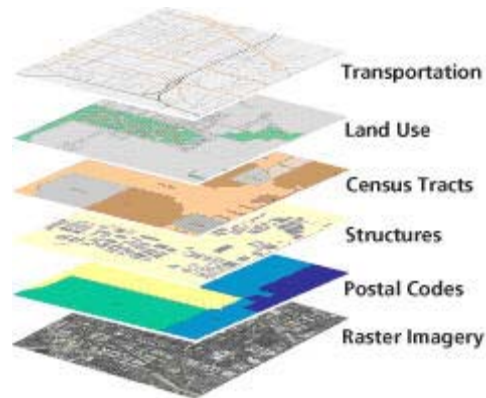 Transportation
Land Use
Census Tracts
Structures
Postal Codes
Raster Imagery